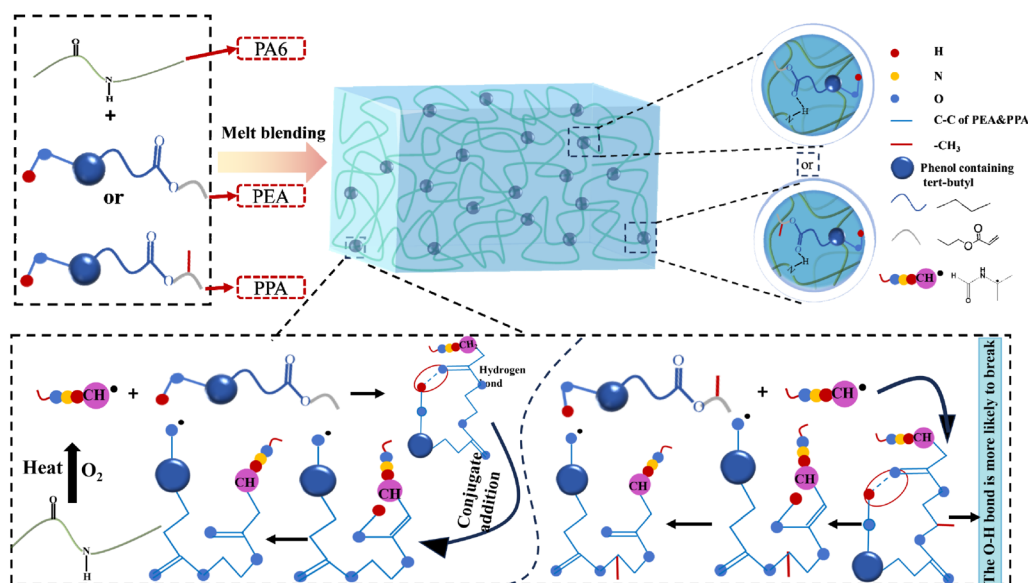 O
N
H
PA6
+
O
O
or
PEA
O
O
PPA
Melt blending
O
O
H
N
or
O
O
H
N
H
N
O
C-C of PEA&PPA
-CH₃
Phenol containing
tert-butyl
O
O
CH•
H
N
O
CH•
+
O
O
CH₂
Hydrogen
bond
Heat
O₂
O
N
H
CH
CH
Conjugate
addition
O
O
+
CH•
CH
CH
CH
The O-H bond is more likely to break